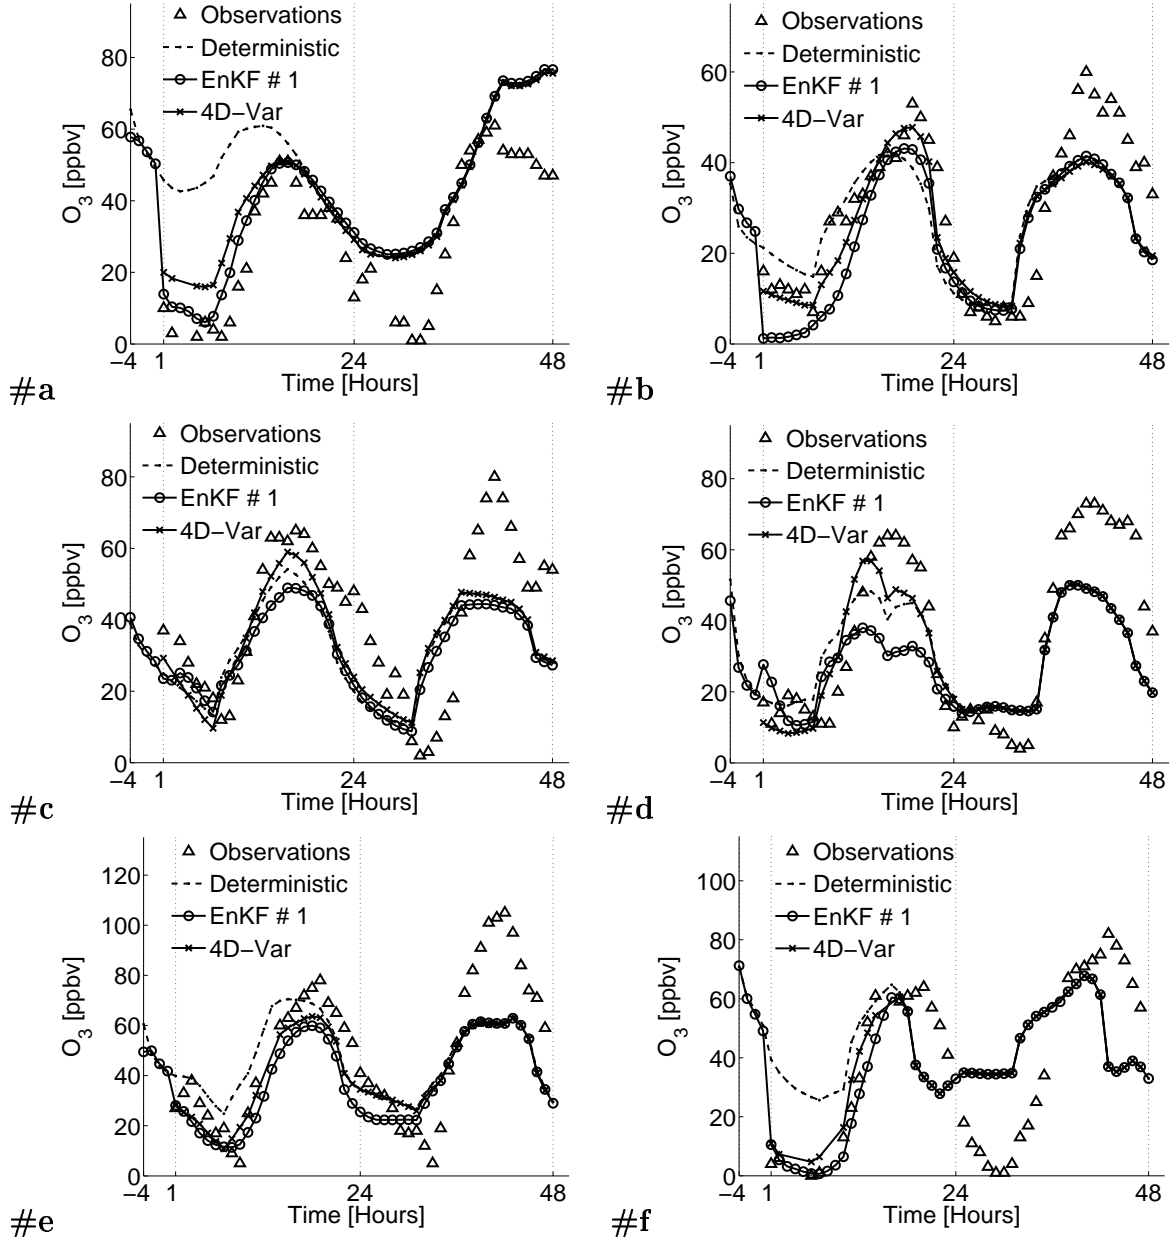 Observations
Deterministic
EnKF # 1
4D−Var
O3 [ppbv]
80
60
40
20
0
−4 1 24 48
Time [Hours]
#a
Observations
Deterministic
EnKF # 1
4D−Var
O3 [ppbv]
60
40
20
0
−4 1 24 48
Time [Hours]
#b
Observations
Deterministic
EnKF # 1
4D−Var
O3 [ppbv]
80
60
40
20
0
−4 1 24 48
Time [Hours]
#c
Observations
Deterministic
EnKF # 1
4D−Var
O3 [ppbv]
80
60
40
20
0
−4 1 24 48
Time [Hours]
#d
Observations
Deterministic
EnKF # 1
4D−Var
O3 [ppbv]
120
100
80
60
40
20
0
−4 1 24 48
Time [Hours]
#e
Observations
Deterministic
EnKF # 1
4D−Var
O3 [ppbv]
100
80
60
40
20
0
−4 1 24 48
Time [Hours]
#f